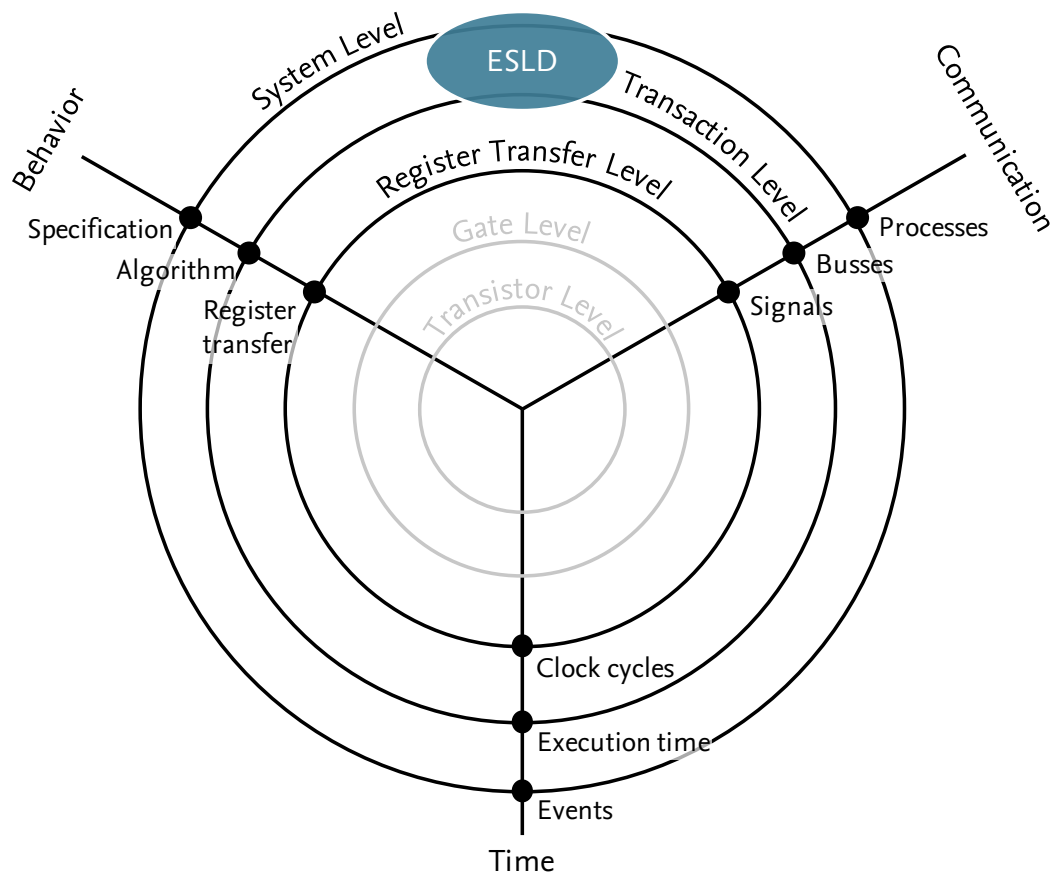 ESLD
System Level
Transaction Level
Register Transfer Level
Gate Level
Transistor Level
Behavior
Communication
Specification
Algorithm
Register
transfer
Processes
Busses
Signals
Clock cycles
Execution time
Events
Time